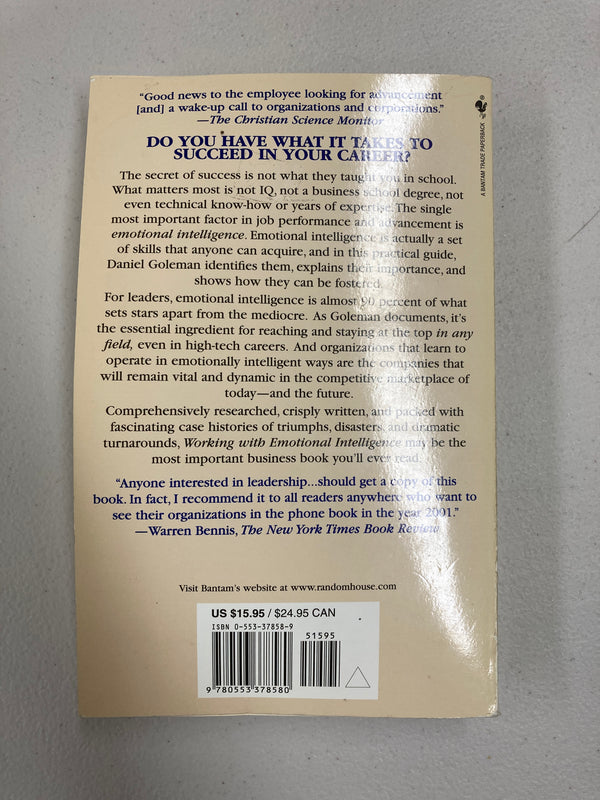 "Good news to the employee looking for advancement
[and] a wake-up call to organizations and corporations."
—The Christian Science Monitor
DO YOU HAVE WHAT IT TAKES TO
SUCCEED IN YOUR CAREER?
The secret of success is not what they taught you in school.
What matters most is not IQ, not a business school degree, not
even technical know-how or years of expertise. The single
most important factor in job performance and advancement is
emotional intelligence. Emotional intelligence is actually a set
of skills that anyone can acquire, and in this practical guide,
Daniel Goleman identifies them, explains their importance, and
shows how they can be fostered.
For leaders, emotional intelligence is almost 90 percent of what
sets stars apart from the mediocre. As Goleman documents, it's
the essential ingredient for reaching and staying at the top in any
field, even in high-tech careers. And organizations that learn to
operate in emotionally intelligent ways are the companies that
will remain vital and dynamic in the competitive marketplace of
today—and the future.
Comprehensively researched, crisply written, and packed with
fascinating case histories of triumphs, disasters, and dramatic
turnarounds, Working with Emotional Intelligence may be the
most important business book you'll ever read.
"Anyone interested in leadership...should get a copy of this
book. In fact, I recommend it to all readers anywhere who want to
see their organizations in the phone book in the year 2001."
—Warren Bennis, The New York Times Book Review
Visit Bantam's website at www.randomhouse.com
US $15.95 / $24.95 CAN
ISBN 0-553-37858-9
51595
9 780553 378580
A BANTAM TRADE PAPERBACK
®